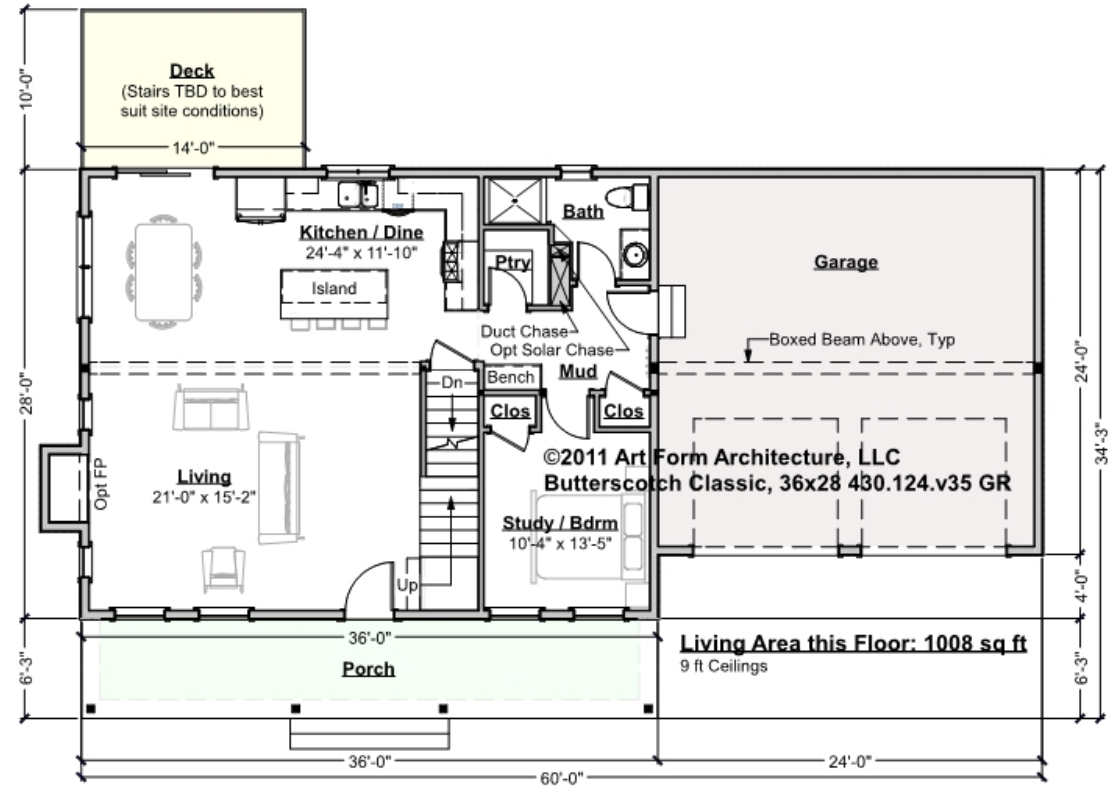 Deck
(Stairs TBD to best
suit site conditions)
10'-0"
14'-0"
Kitchen / Dine
24'-4" x 11'-10"
Island
Bath
Ptry
Garage
Duct Chase
Opt Solar Chase
Boxed Beam Above, Typ
Mud
Bench
Dn
Clos
Clos
28'-0"
24'-0"
34'-3"
Opt FP
Living
21'-0" x 15'-2"
©2011 Art Form Architecture, LLC
Butterscotch Classic, 36x28 430.124.v35 GR
Study / Bdrm
10'-4" x 13'-5"
Up
4'-0"
36'-0"
Living Area this Floor: 1008 sq ft
9 ft Ceilings
Porch
6'-3"
6'-3"
36'-0"
24'-0"
60'-0"